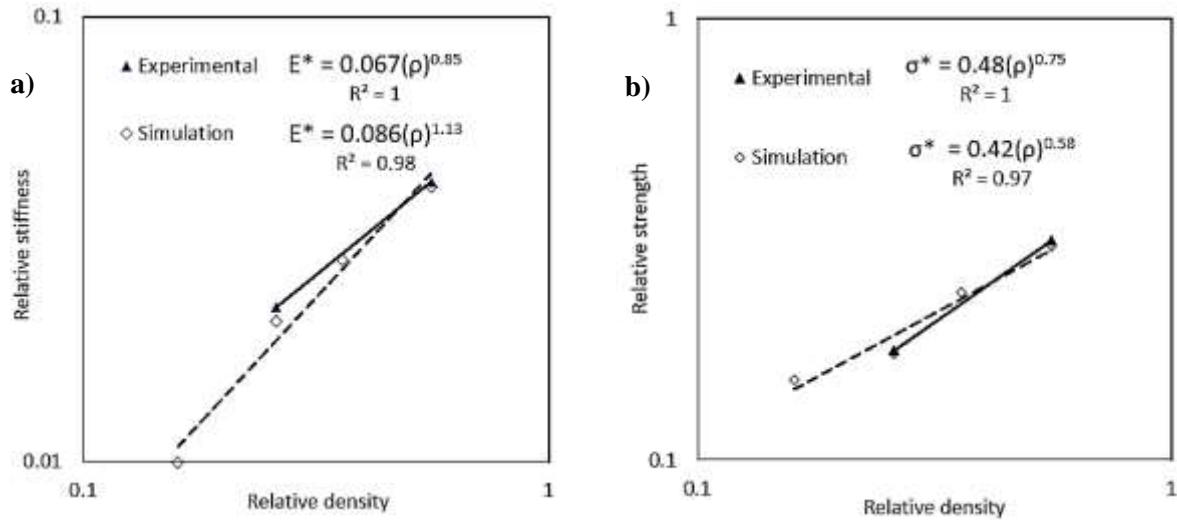 a)
0.1
Experimental E* = 0.067(ρ)^0.85
R² = 1
Simulation E* = 0.086(ρ)^1.13
R² = 0.98
Relative stiffness
0.01
0.1 1
Relative density
b)
1
Experimental σ* = 0.48(ρ)^0.75
R² = 1
Simulation σ* = 0.42(ρ)^0.58
R² = 0.97
Relative strength
0.1
0.1 1
Relative density